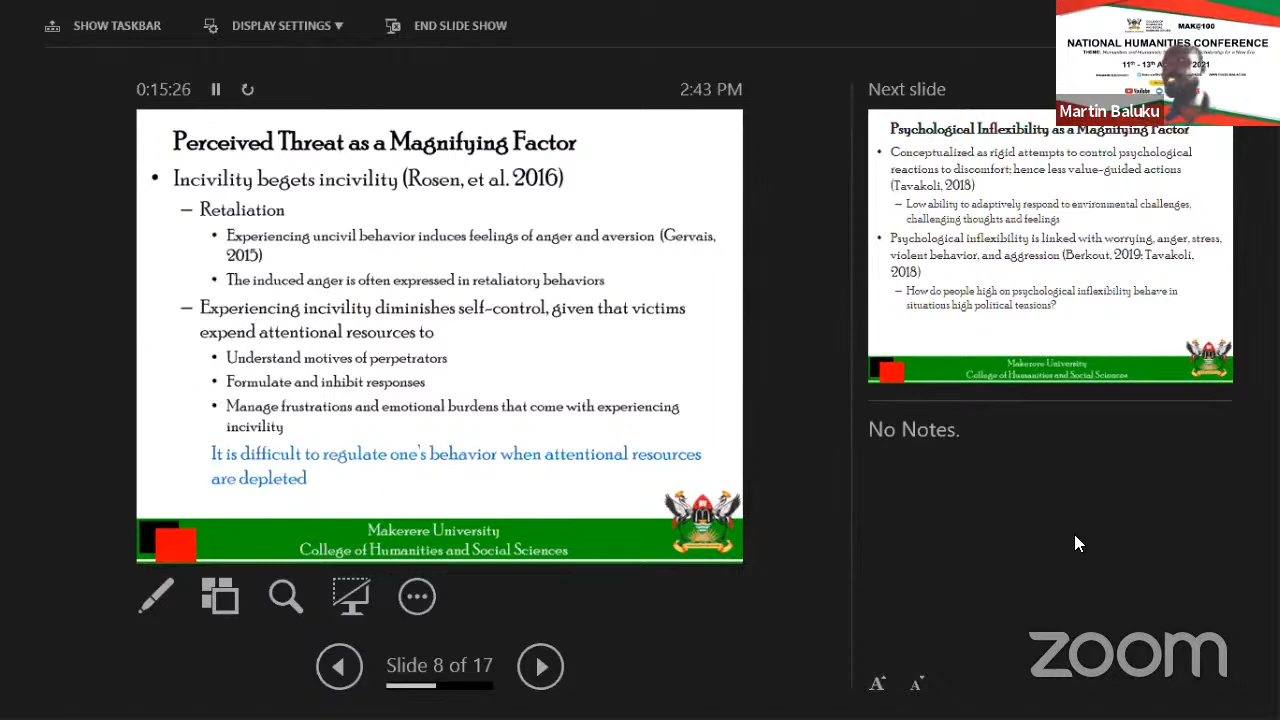 SHOW TASKBAR
DISPLAY SETTINGS ▼
END SLIDE SHOW
MAK@100
NATIONAL HUMANITIES CONFERENCE
Martin Baluku
0:15:26
2:43 PM
Perceived Threat as a Magnifying Factor
• Incivility begets incivility (Rosen, et al. 2016)
– Retaliation
• Experiencing uncivil behavior induces feelings of anger and aversion (Gervais,
2015)
• The induced anger is often expressed in retaliatory behaviors
– Experiencing incivility diminishes self-control, given that victims
expend attentional resources to
• Understand motives of perpetrators
• Formulate and inhibit responses
• Manage frustrations and emotional burdens that come with experiencing
incivility
It is difficult to regulate one's behavior when attentional resources
are depleted
Makerere University
College of Humanities and Social Sciences
Slide 8 of 17
Next slide
Psychological Inflexibility as a Magnifying Factor
• Conceptualized as rigid attempts to control psychological
reactions to discomfort; hence less value-guided actions
(Tavakoli, 2018)
– Low ability to adaptively respond to environmental challenges,
challenging thoughts and feelings
• Psychological inflexibility is linked with worrying, anger, stress,
violent behavior, and aggression (Berkout, 2019; Tavakoli,
2018)
– How do people high on psychological inflexibility behave in
situations high political tensions?
Makerere University
College of Humanities and Social Sciences
No Notes.
A A
zoom